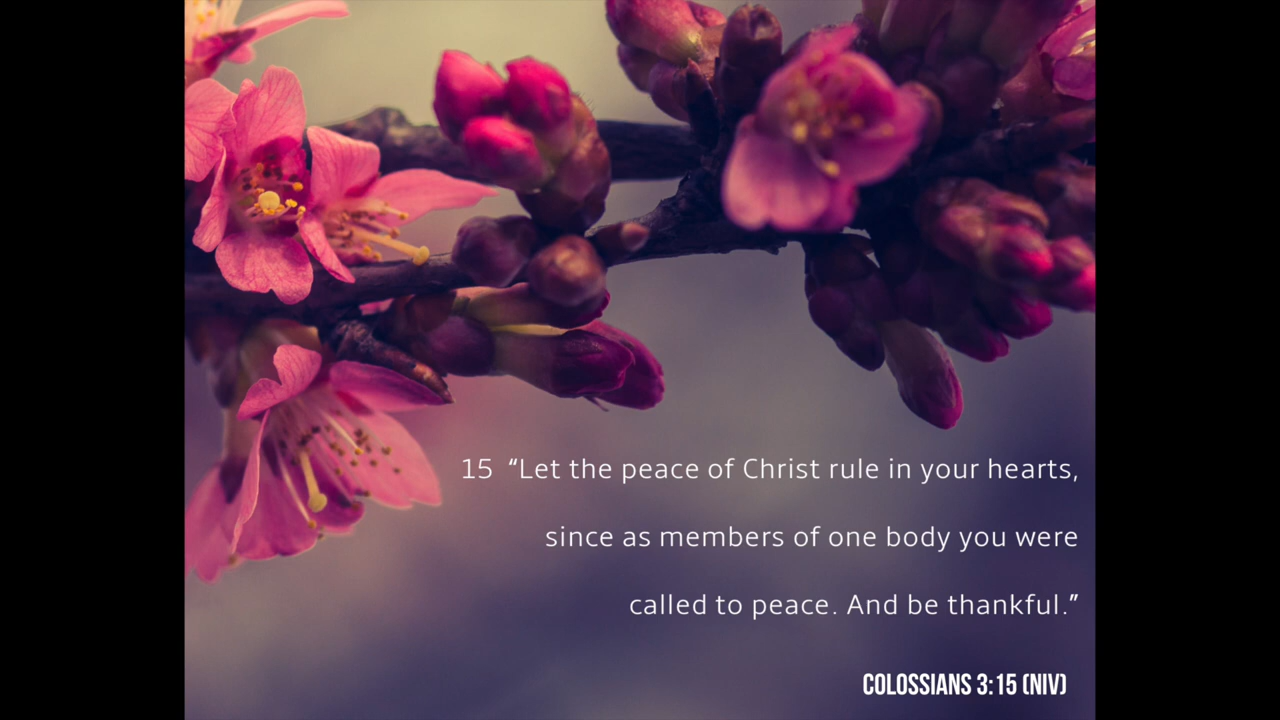 15 “Let the peace of Christ rule in your hearts,
since as members of one body you were
called to peace. And be thankful.”
COLOSSIANS 3:15 (NIV)